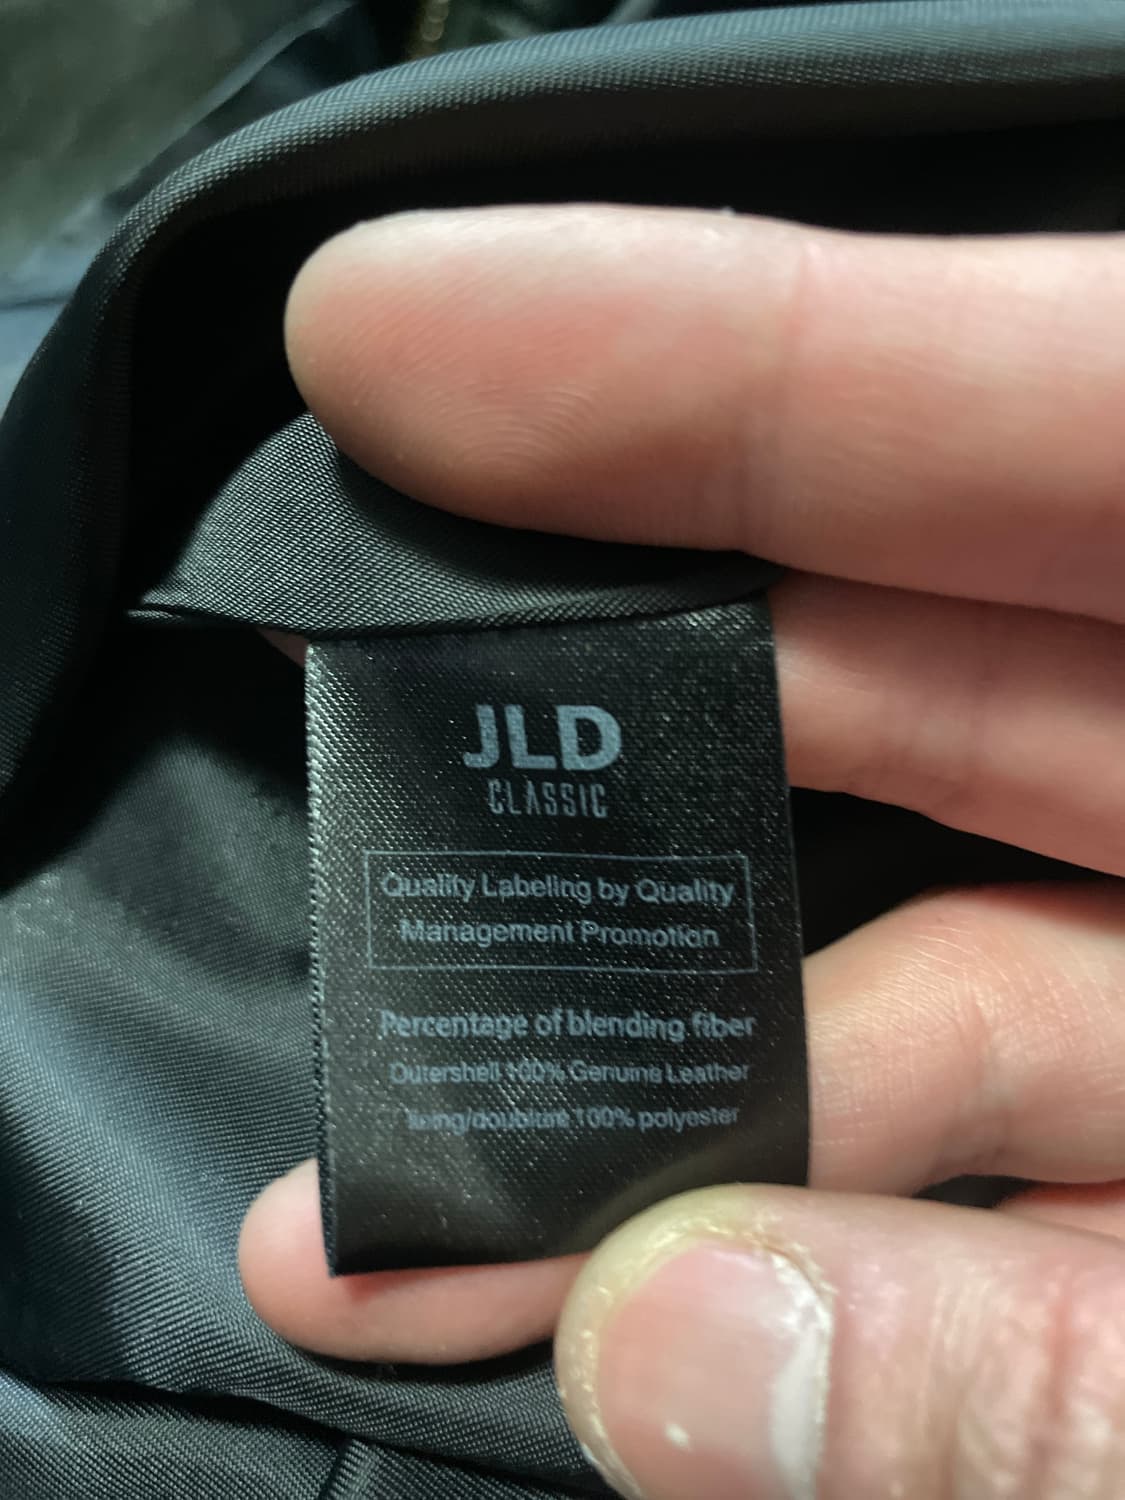 JLD
CLASSIC
Quality Labeling by Quality
Management Promotion
Percentage of blending fiber
Outershell 100% Genuine Leather
lining/doublure 100% polyester